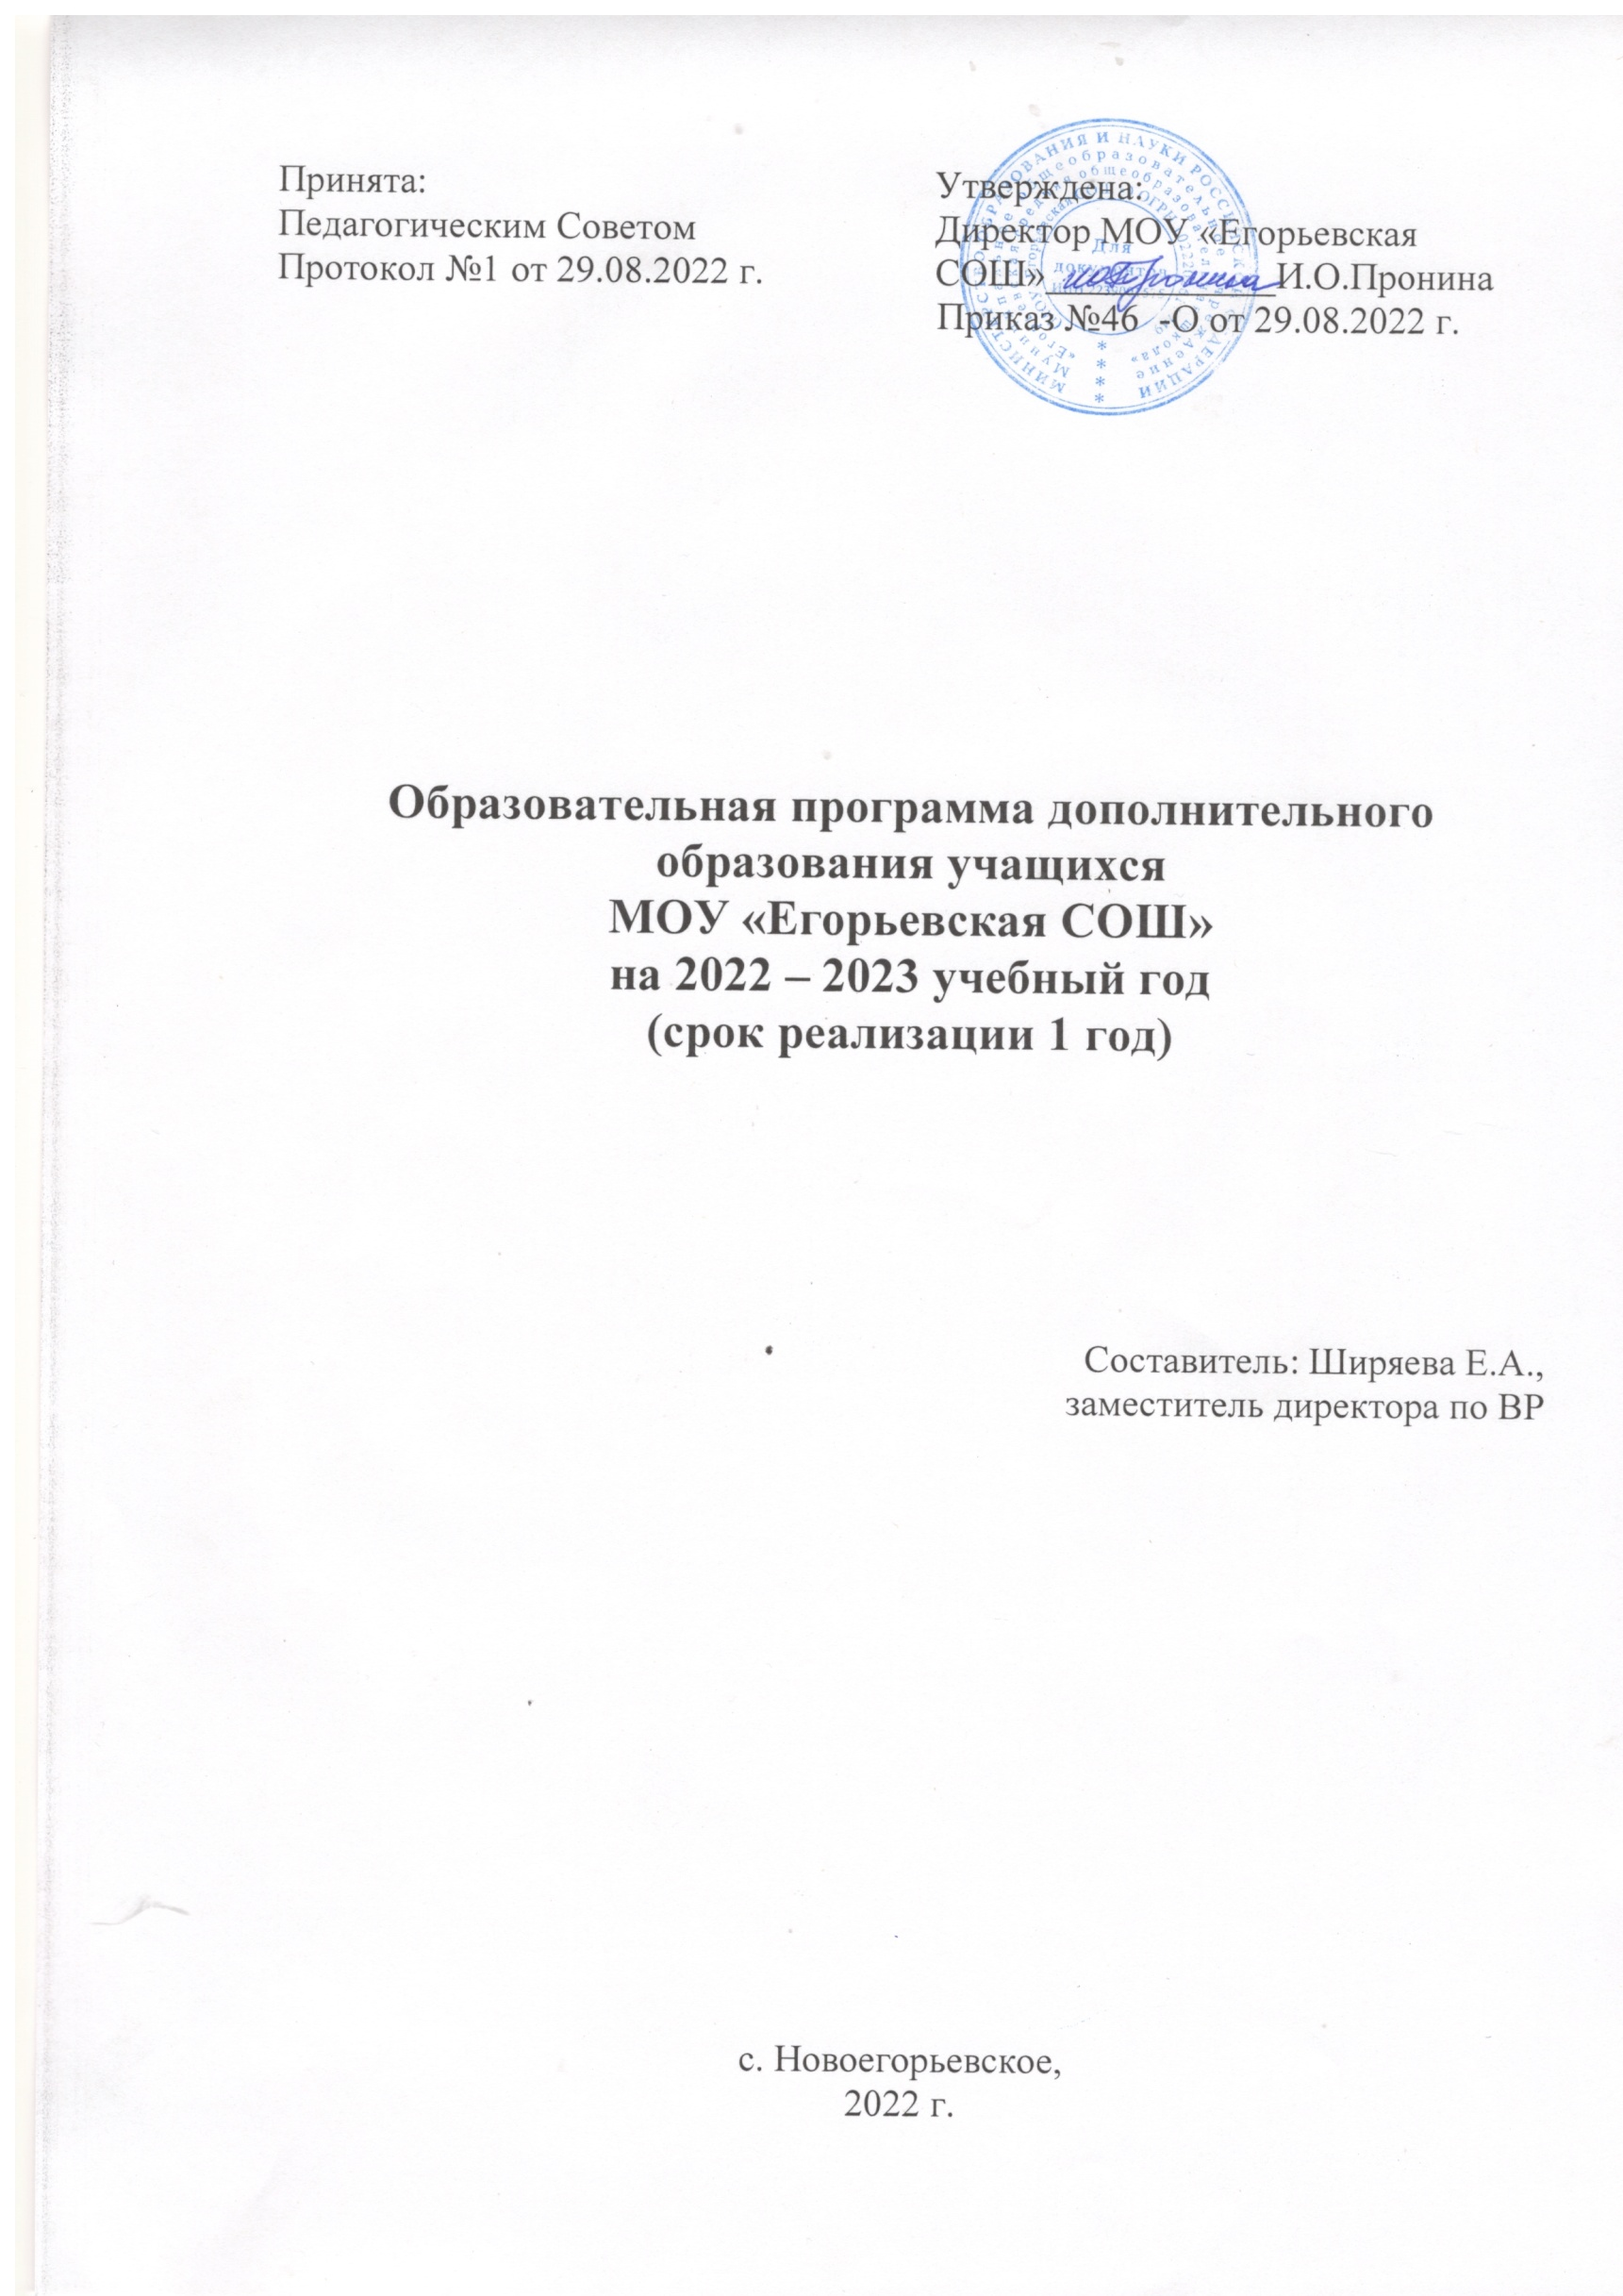 Принята:
Педагогическим Советом
Протокол №1 от 29.08.2022 г.
Утверждена:
Директор МОУ «Егорьевская
СОШ» И.О.Пронина
Приказ №46 -О от 29.08.2022 г.
Для
документов
Образовательная программа дополнительного
образования учащихся
МОУ «Егорьевская СОШ»
на 2022 – 2023 учебный год
(срок реализации 1 год)
Составитель: Ширяева Е.А.,
заместитель директора по ВР
с. Новоегорьевское,
2022 г.